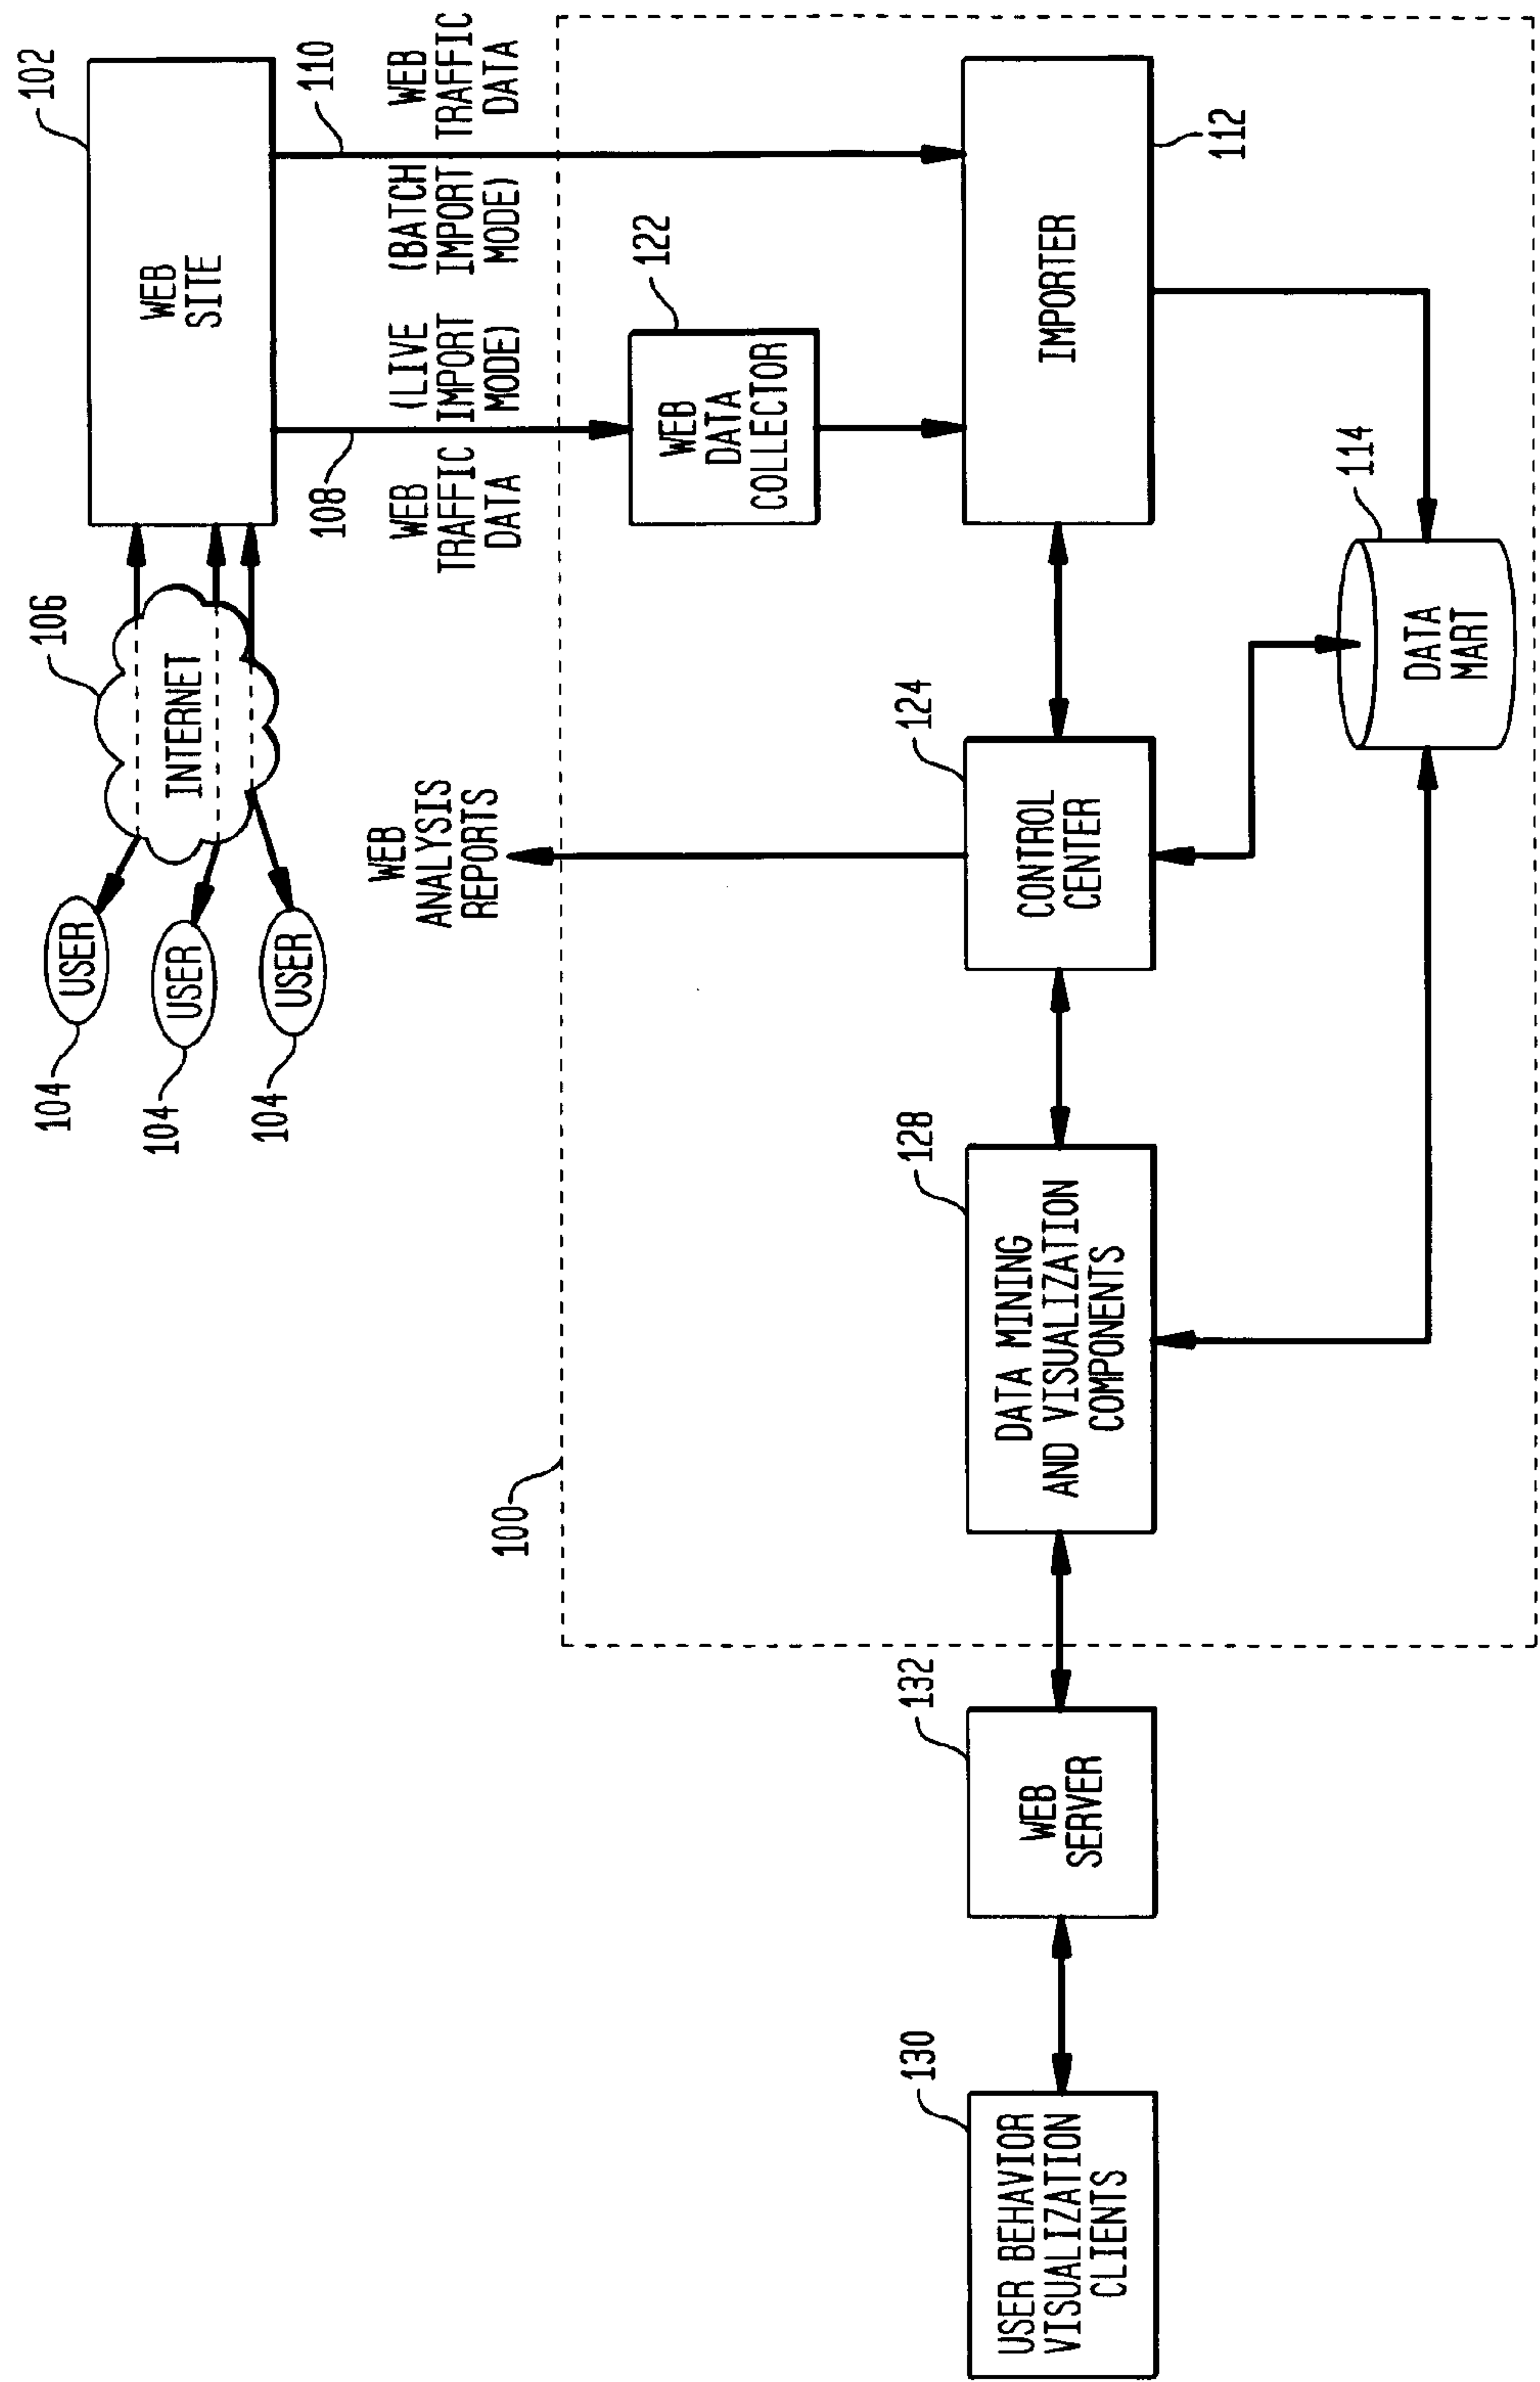 104
USER
104
USER
104
USER
106
INTERNET
102
WEB
SITE
108
WEB
TRAFFIC
DATA
(LIVE
IMPORT
MODE)
(BATCH
IMPORT
MODE)
110
WEB
TRAFFIC
DATA
WEB
ANALYSIS
REPORTS
100
122
WEB
DATA
COLLECTOR
130
USER BEHAVIOR
VISUALIZATION
CLIENTS
132
WEB
SERVER
128
DATA MINING
AND VISUALIZATION
COMPONENTS
124
CONTROL
CENTER
IMPORTER
112
114
DATA
MART